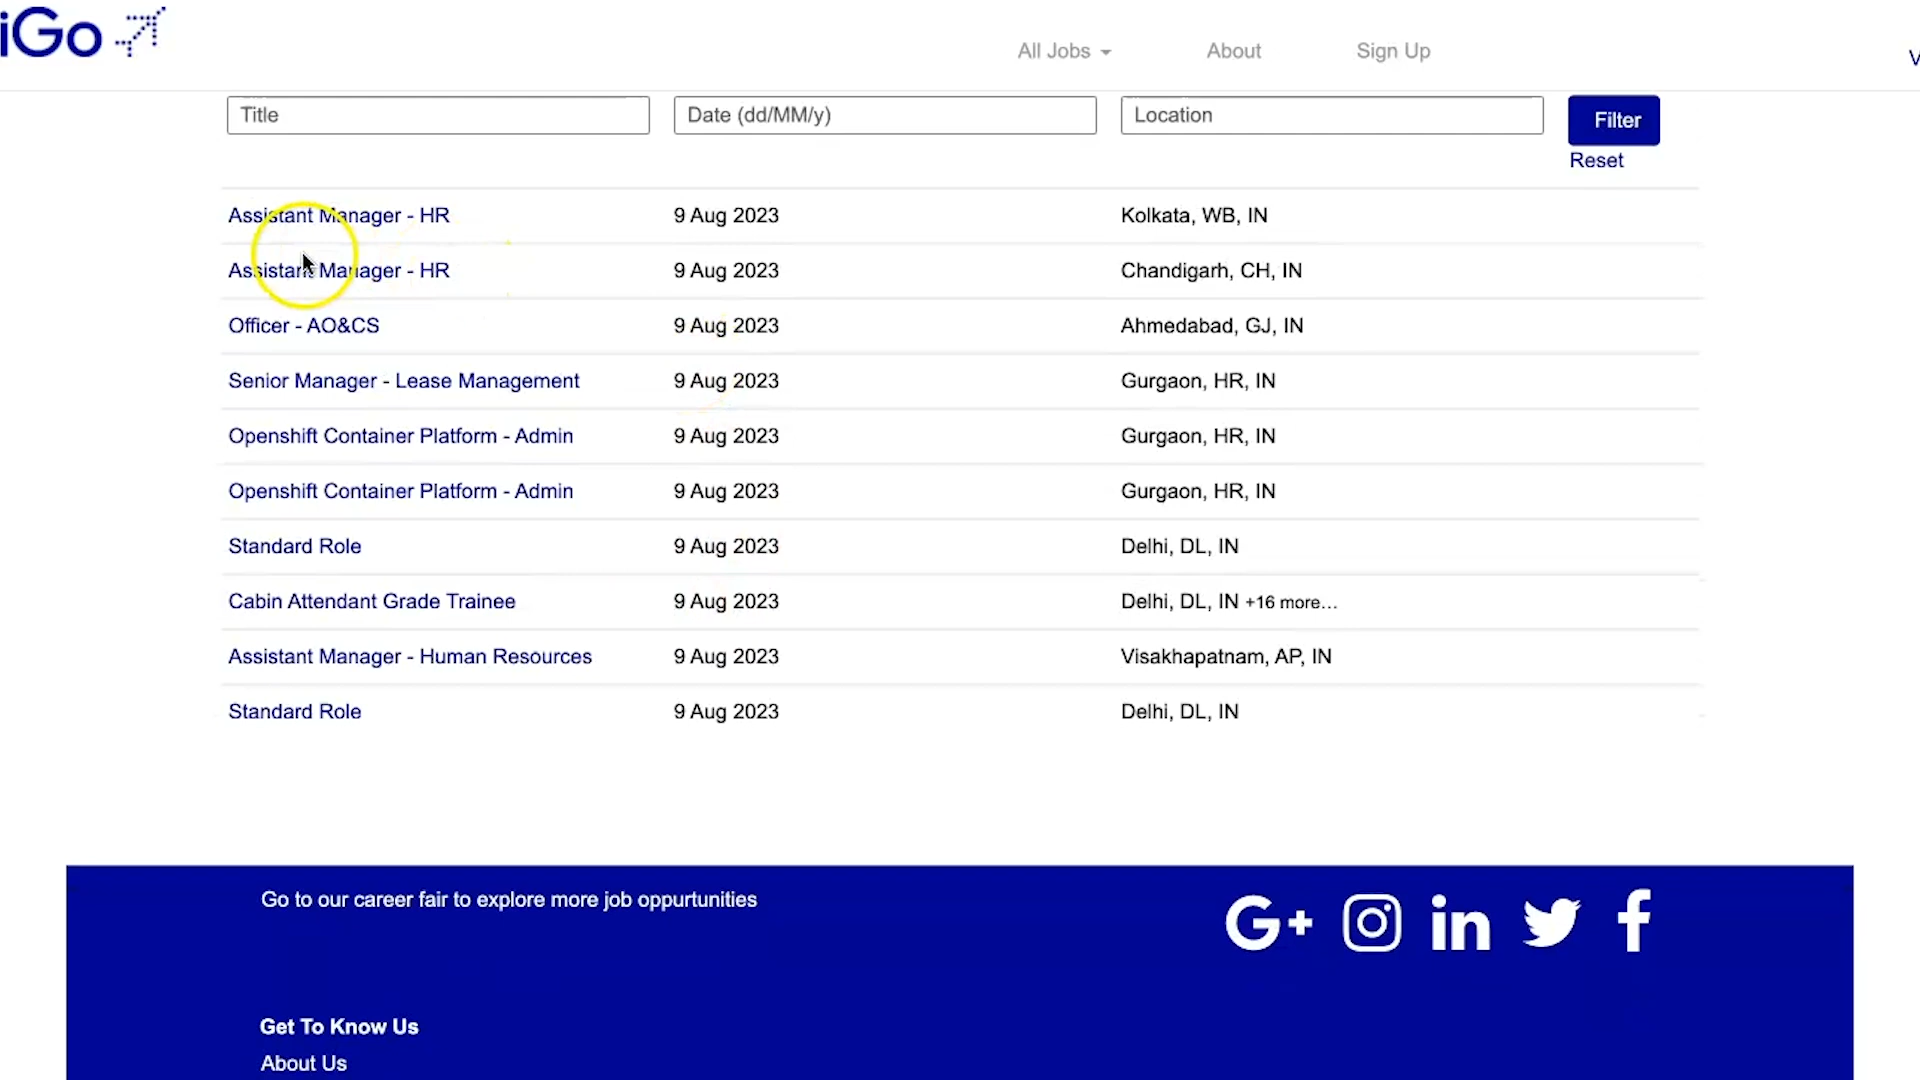 iGo
All Jobs About Sign Up V
Title Date (dd/MM/y) Location Filter
Reset
Assistant Manager - HR 9 Aug 2023 Kolkata, WB, IN
Assistant Manager - HR 9 Aug 2023 Chandigarh, CH, IN
Officer - AO&CS 9 Aug 2023 Ahmedabad, GJ, IN
Senior Manager - Lease Management 9 Aug 2023 Gurgaon, HR, IN
Openshift Container Platform - Admin 9 Aug 2023 Gurgaon, HR, IN
Openshift Container Platform - Admin 9 Aug 2023 Gurgaon, HR, IN
Standard Role 9 Aug 2023 Delhi, DL, IN
Cabin Attendant Grade Trainee 9 Aug 2023 Delhi, DL, IN +16 more…
Assistant Manager - Human Resources 9 Aug 2023 Visakhapatnam, AP, IN
Standard Role 9 Aug 2023 Delhi, DL, IN
Go to our career fair to explore more job oppurtunities G+ in f
Get To Know Us
About Us